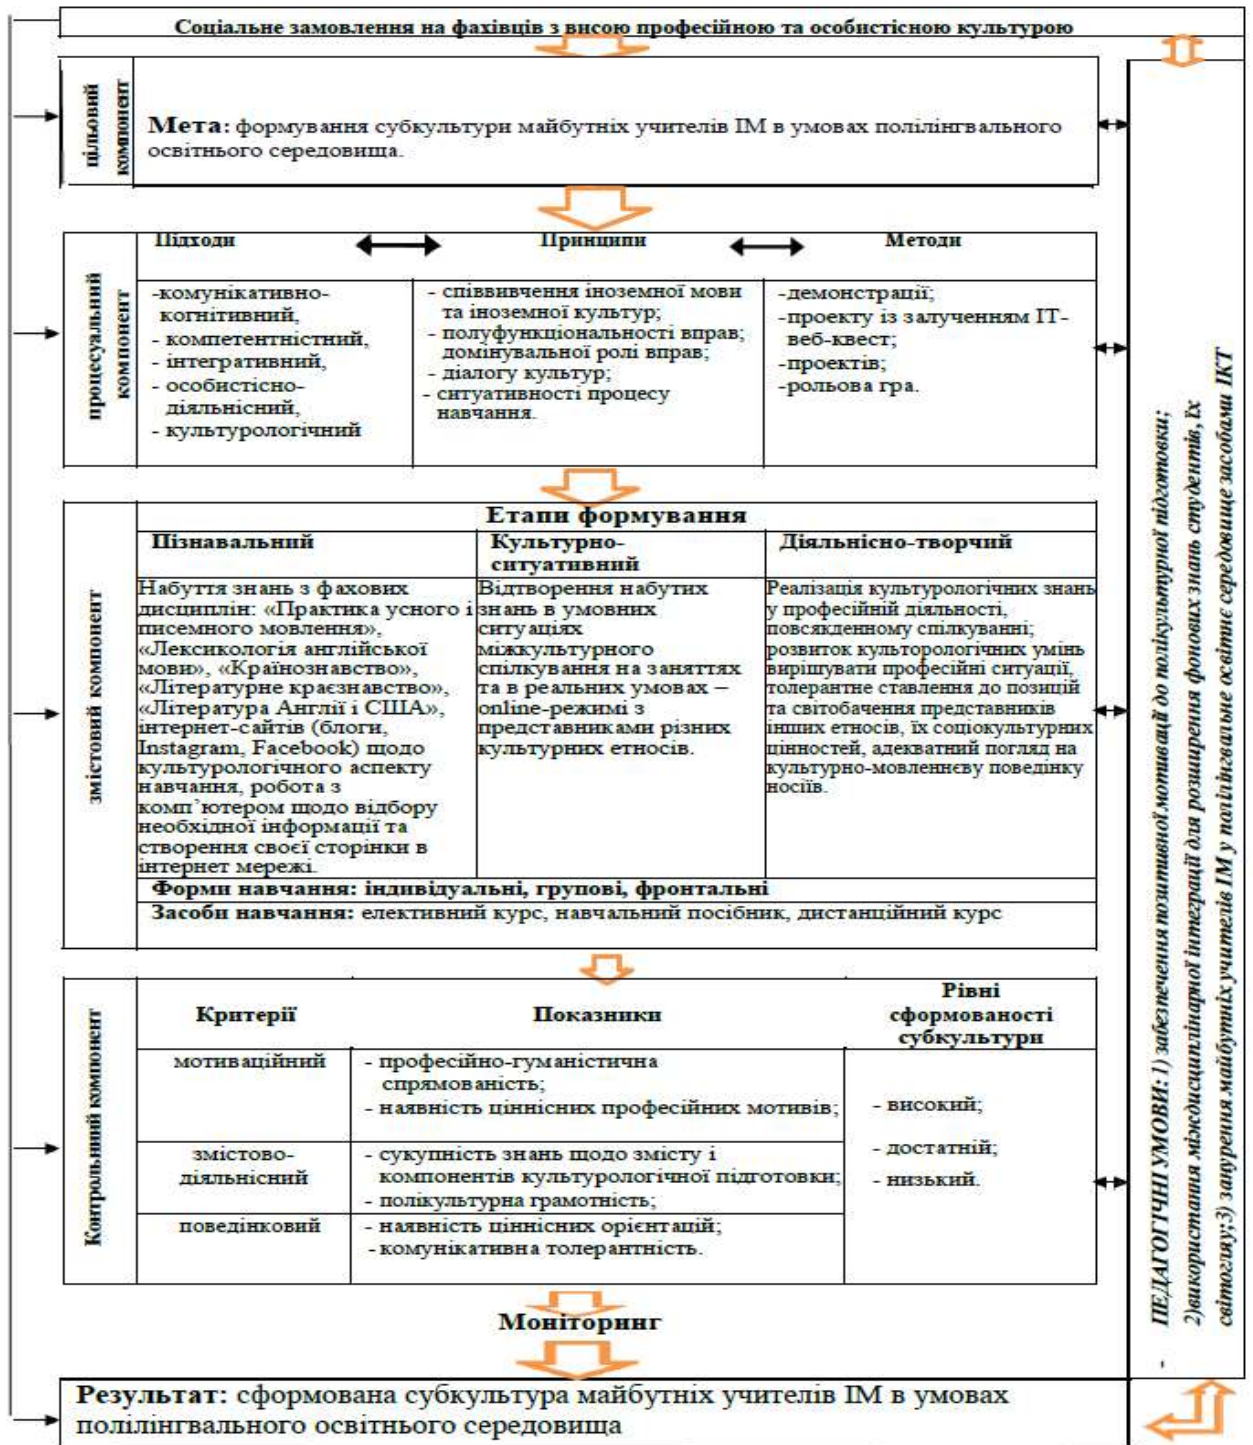 Соціальне замовлення на фахівців з висою професійною та особистісною культурою
цільовий
компонент
Мета: формування субкультури майбутніх учителів ІМ в умовах полілінгвального
освітнього середовища.
процесуальний
компонент
Підходи
Принципи
Методи
-комунікативно-
когнітивний,
- компетентністний,
- інтегративний,
- особистісно-
діяльнісний,
- культурологічний
- співвивчення іноземної мови
та іноземної культур;
- полуфункціональності вправ;
домінувальної ролі вправ;
- діалогу культур;
- ситуативності процесу
навчання.
-демонстрації;
-проекту із залученням ІТ-
веб-квест;
-проектів;
-рольова гра.
змістовий компонент
Етапи формування
Пізнавальний
Культурно-
ситуативний
Діяльнісно-творчий
Набуття знань з фахових
дисциплін: «Практика усного і
писемного мовлення»,
«Лексикологія англійської
мови», «Країнознавство»,
«Літературне краєзнавство»,
«Література Англії і США»,
інтернет-сайтів (блоги,
Instagram, Facebook) щодо
культурологічного аспекту
навчання, робота з
комп’ютером щодо відбору
необхідної інформації та
створення своєї сторінки в
інтернет мережі.
Відтворення набутих
знань в умовних
ситуаціях
міжкультурного
спілкування на заняттях
та в реальних умовах –
online-режимі з
представниками різних
культурних етносів.
Реалізація культурологічних знань
у професійній діяльності,
повсякденному спілкуванні;
розвиток культорологічних умінь
вирішувати професійні ситуації,
толерантне ставлення до позицій
та світобачення представників
інших етносів, їх соціокультурних
цінностей, адекватний погляд на
культурно-мовленнєву поведінку
носіїв.
Форми навчання: індивідуальні, групові, фронтальні
Засоби навчання: елективний курс, навчальний посібник, дистанційний курс
Контрольний компонент
Критерії
Показники
Рівні
сформованості
субкультури
мотиваційний
- професійно-гуманістична
спрямованість;
- наявність ціннісних професійних мотивів;
змістово-
діяльнісний
- сукупність знань щодо змісту і
компонентів культурологічної підготовки;
- полікультурна грамотність;
поведінковий
- наявність ціннісних орієнтацій;
- комунікативна толерантність.
- високий;
- достатній;
- низький.
Моніторинг
Результат: сформована субкультура майбутніх учителів ІМ в умовах
полілінгвального освітнього середовища
- ПЕДАГОГІЧНІ УМОВИ: 1) забезпечення позитивної мотивації до полікультурної підготовки;
2)використання міждисциплінарної інтеграції для розширення фонових знань студентів, їх
світогляу;3) занурення майбутніх учителів ІМ у полілінгвальне освітнє середовище засобами ІКТ